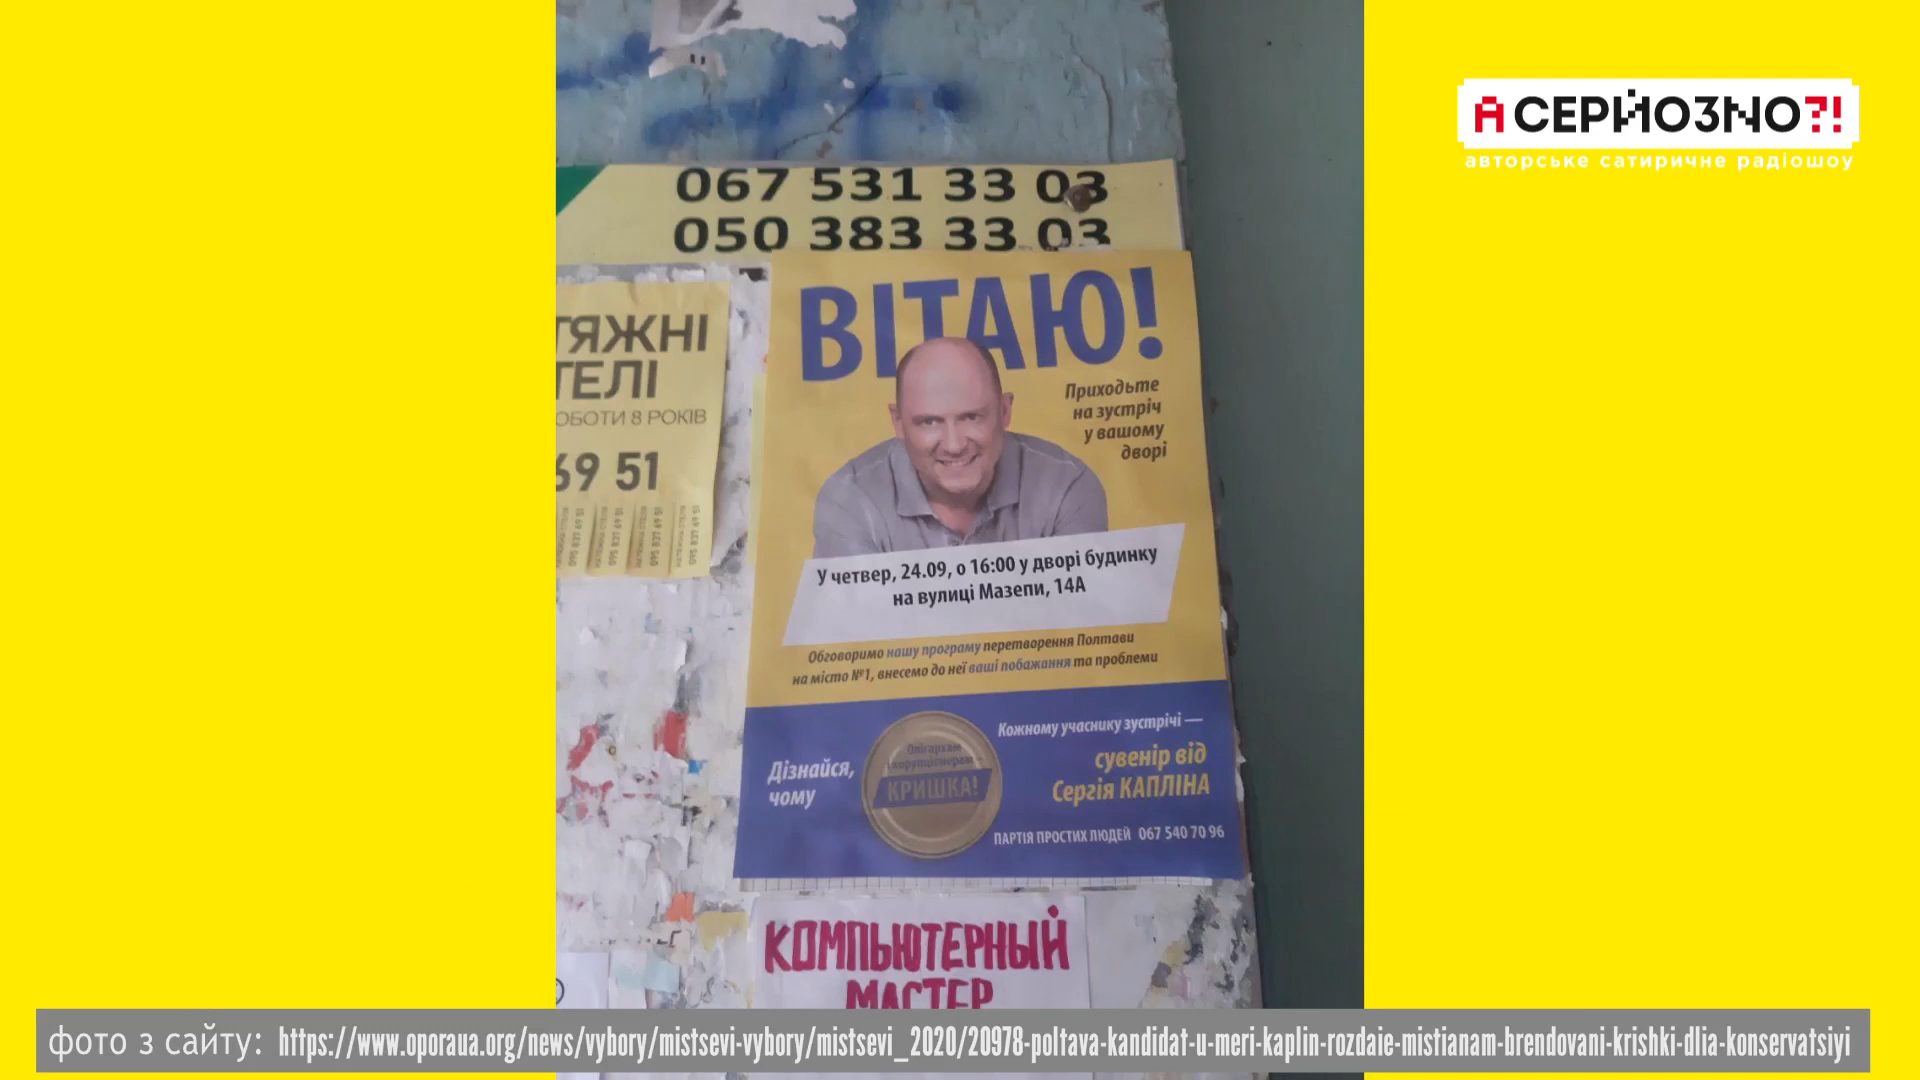 А СЕРЙОЗНО?!
авторське сатиричне радіошоу
067 531 33 03
050 383 33 03
ТЯЖНІ
ТЕЛІ
ОБОТИ 8 РОКІВ
69 51
ВІТАЮ!
Приходьте
на зустріч
у вашому
дворі
У четвер, 24.09, о 16:00 у дворі будинку
на вулиці Мазепи, 14А
Обговоримо нашу програму перетворення Полтави
на місто №1, внесемо до неї ваші побажання та проблеми
Дізнайся,
чому
Олігархам
і корупціонерам –
КРИШКА!
Кожному учаснику зустрічі —
сувенір від
Сергія КАПЛІНА
ПАРТІЯ ПРОСТИХ ЛЮДЕЙ 067 540 70 96
КОМПЬЮТЕРНЫЙ
МАСТЕР
фото з сайту: https://www.oporaua.org/news/vybory/mistsevi-vybory/mistsevi_2020/20978-poltava-kandidat-u-meri-kaplin-rozdaie-mistianam-brendovani-krishki-dlia-konservatsiyi